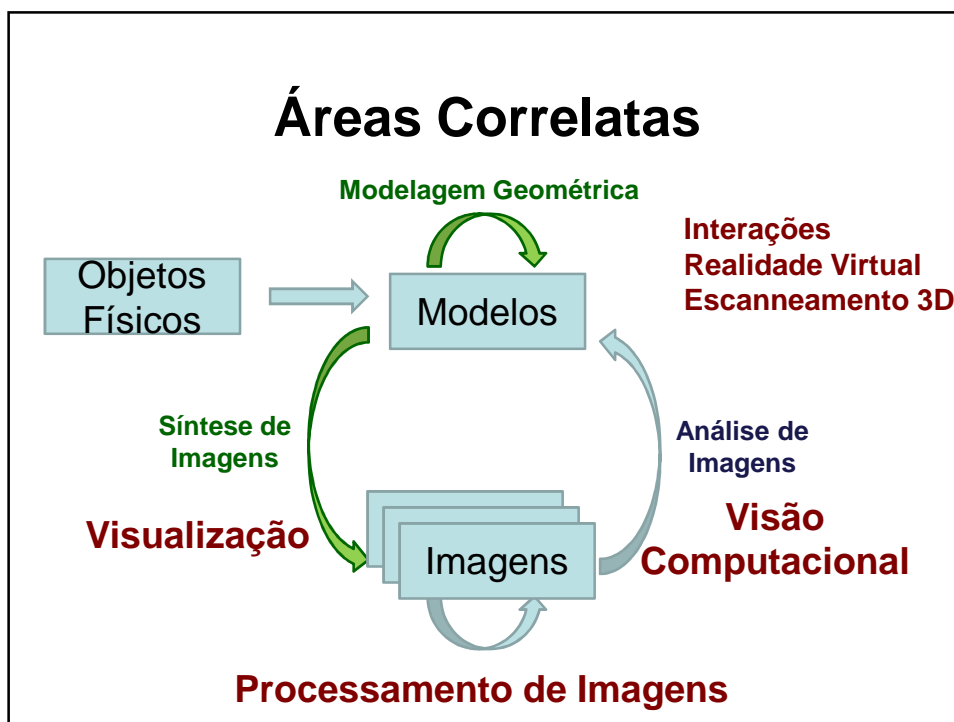 Áreas Correlatas
Modelagem Geométrica
Interações
Realidade Virtual
Escanneamento 3D
Objetos
Físicos
Modelos
Síntese de
Imagens
Análise de
Imagens
Visualização
Visão
Computacional
Imagens
Processamento de Imagens